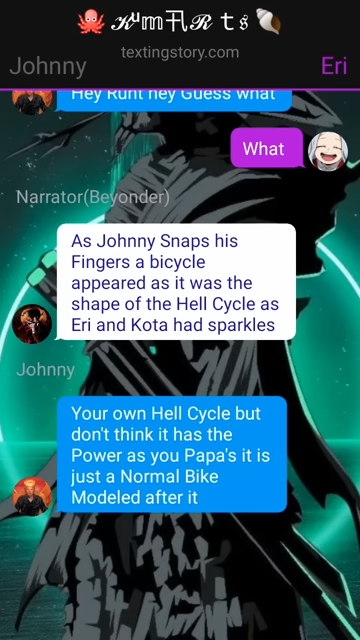 🐙 𝓚ᵘ𝕞卂𝓡 𝕥𝔰 🐚
textingstory.com
Johnny
Eri
Hey Runt hey Guess what
What
Narrator(Beyonder)
As Johnny Snaps his
Fingers a bicycle
appeared as it was the
shape of the Hell Cycle as
Eri and Kota had sparkles
Johnny
Your own Hell Cycle but
don't think it has the
Power as you Papa's it is
just a Normal Bike
Modeled after it